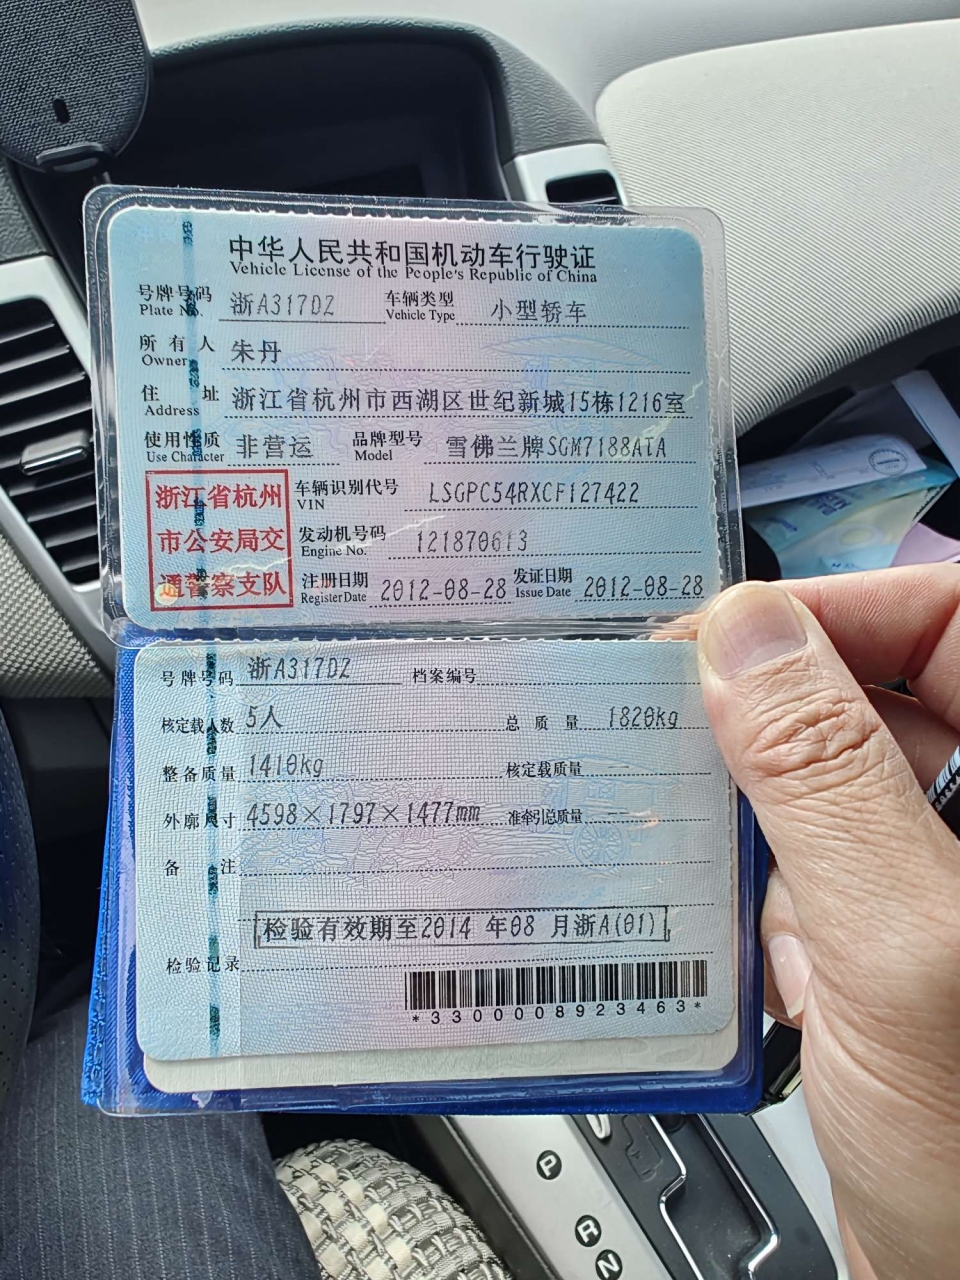 中华人民共和国机动车行驶证
Vehicle License of the People's Republic of China
号牌号码 浙A317DZ 车辆类型 小型轿车
Plate No. Vehicle Type
所有人 朱丹
Owner
住址 浙江省杭州市西湖区世纪新城15栋1216室
Address
使用性质 非营运 品牌型号 雪佛兰牌SGM7188ATA
Use Character Model
浙江省杭州
市公安局交
通警察支队
车辆识别代号 LSGPC54RXCF127422
VIN
发动机号码 121870613
Engine No.
注册日期 2012-08-28 发证日期 2012-08-28
Register Date Issue Date
号牌号码 浙A317DZ 档案编号
核定载人数 5人 总质量 1820kg
整备质量 1410kg 核定载质量 --
外廓尺寸 4598×1797×1477mm 准牵引总质量 --
备注
检验有效期至2014 年08 月浙A(01)
检验记录
*3300008923463*
P
R
N